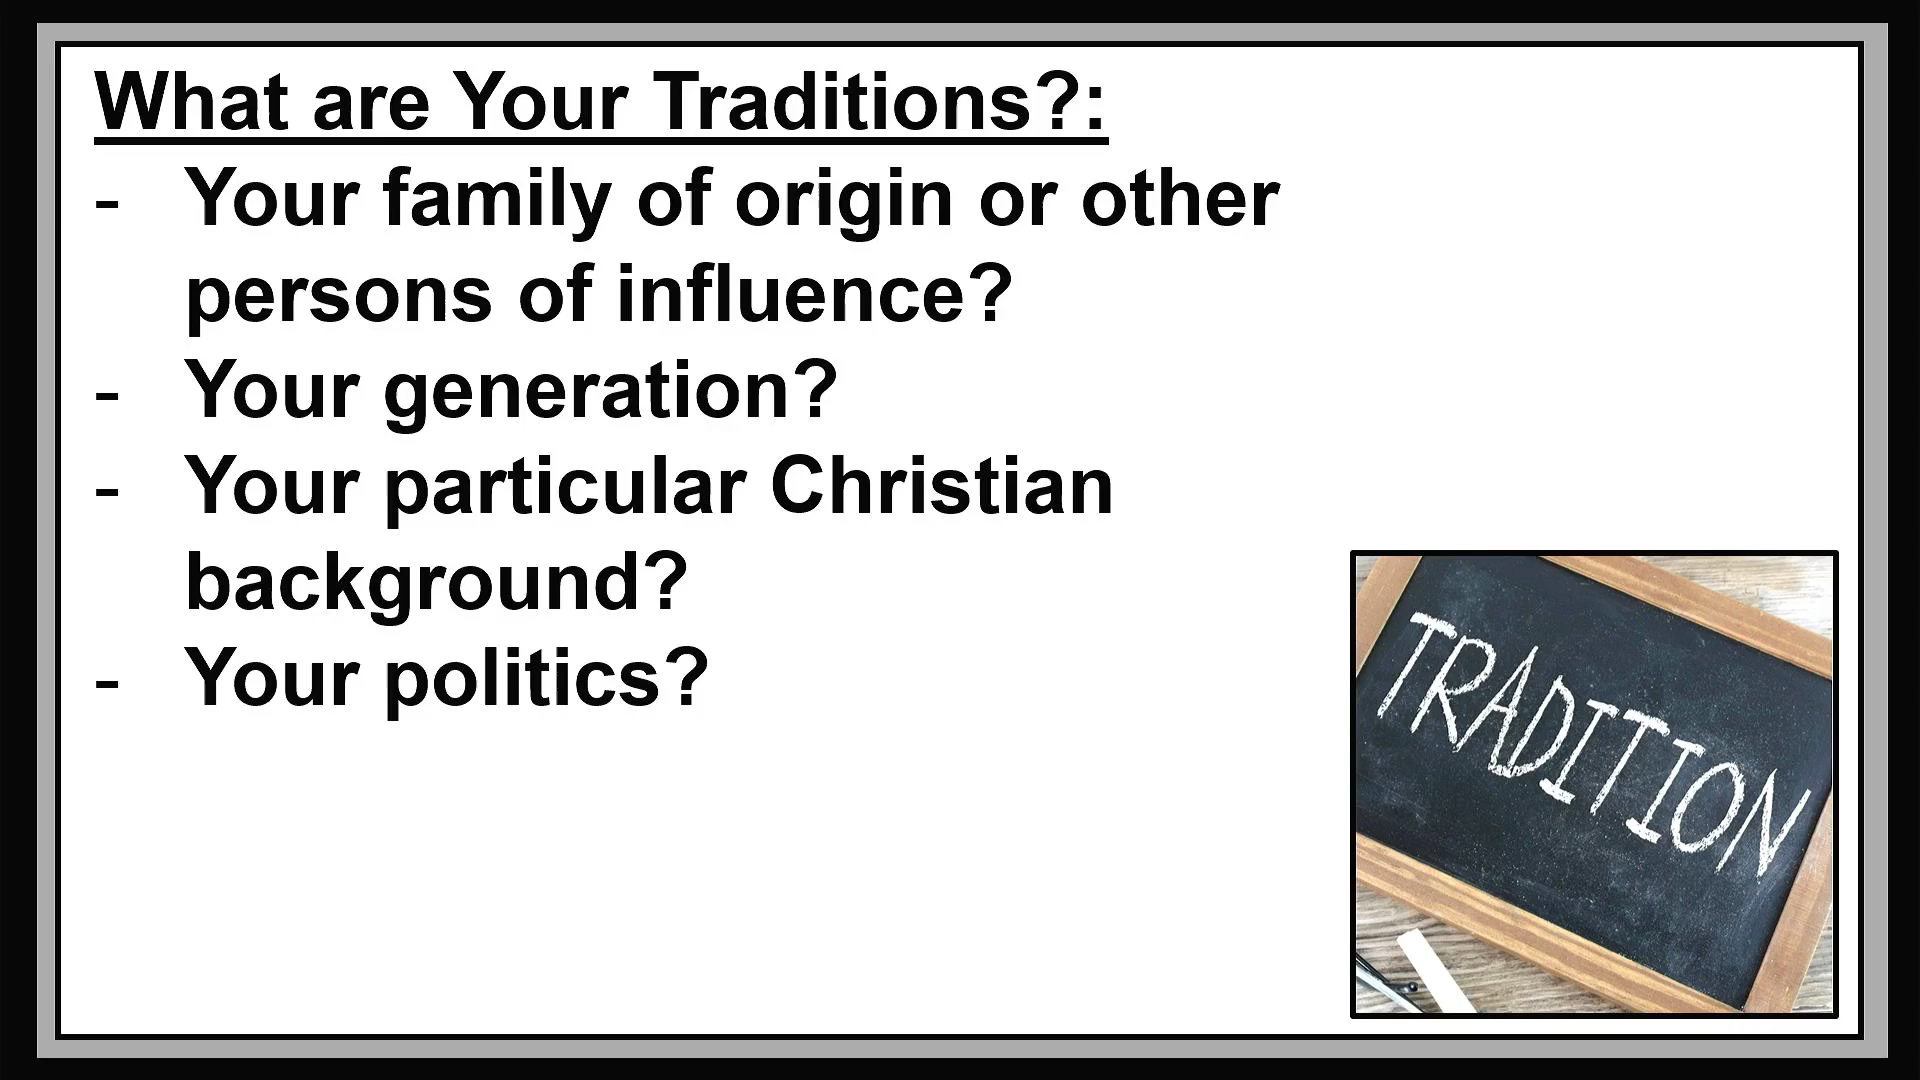 What are Your Traditions?:
- Your family of origin or other
persons of influence?
- Your generation?
- Your particular Christian
background?
- Your politics?
TRADITION